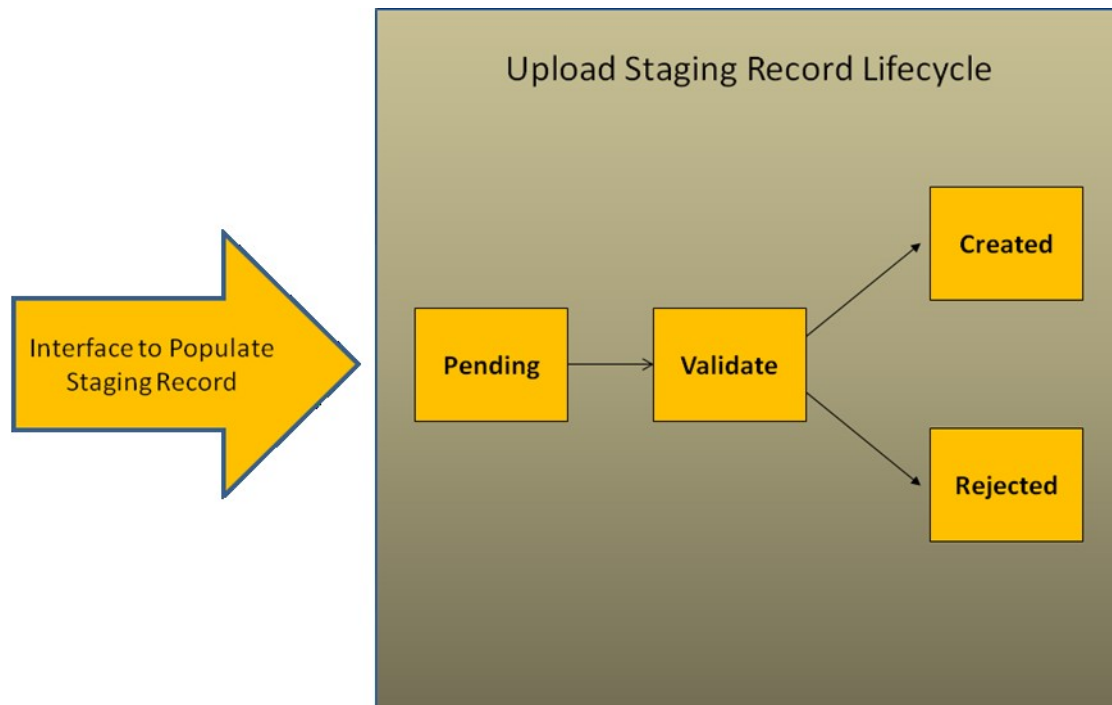 Upload Staging Record Lifecycle
Interface to Populate
Staging Record
Pending
Validate
Created
Rejected